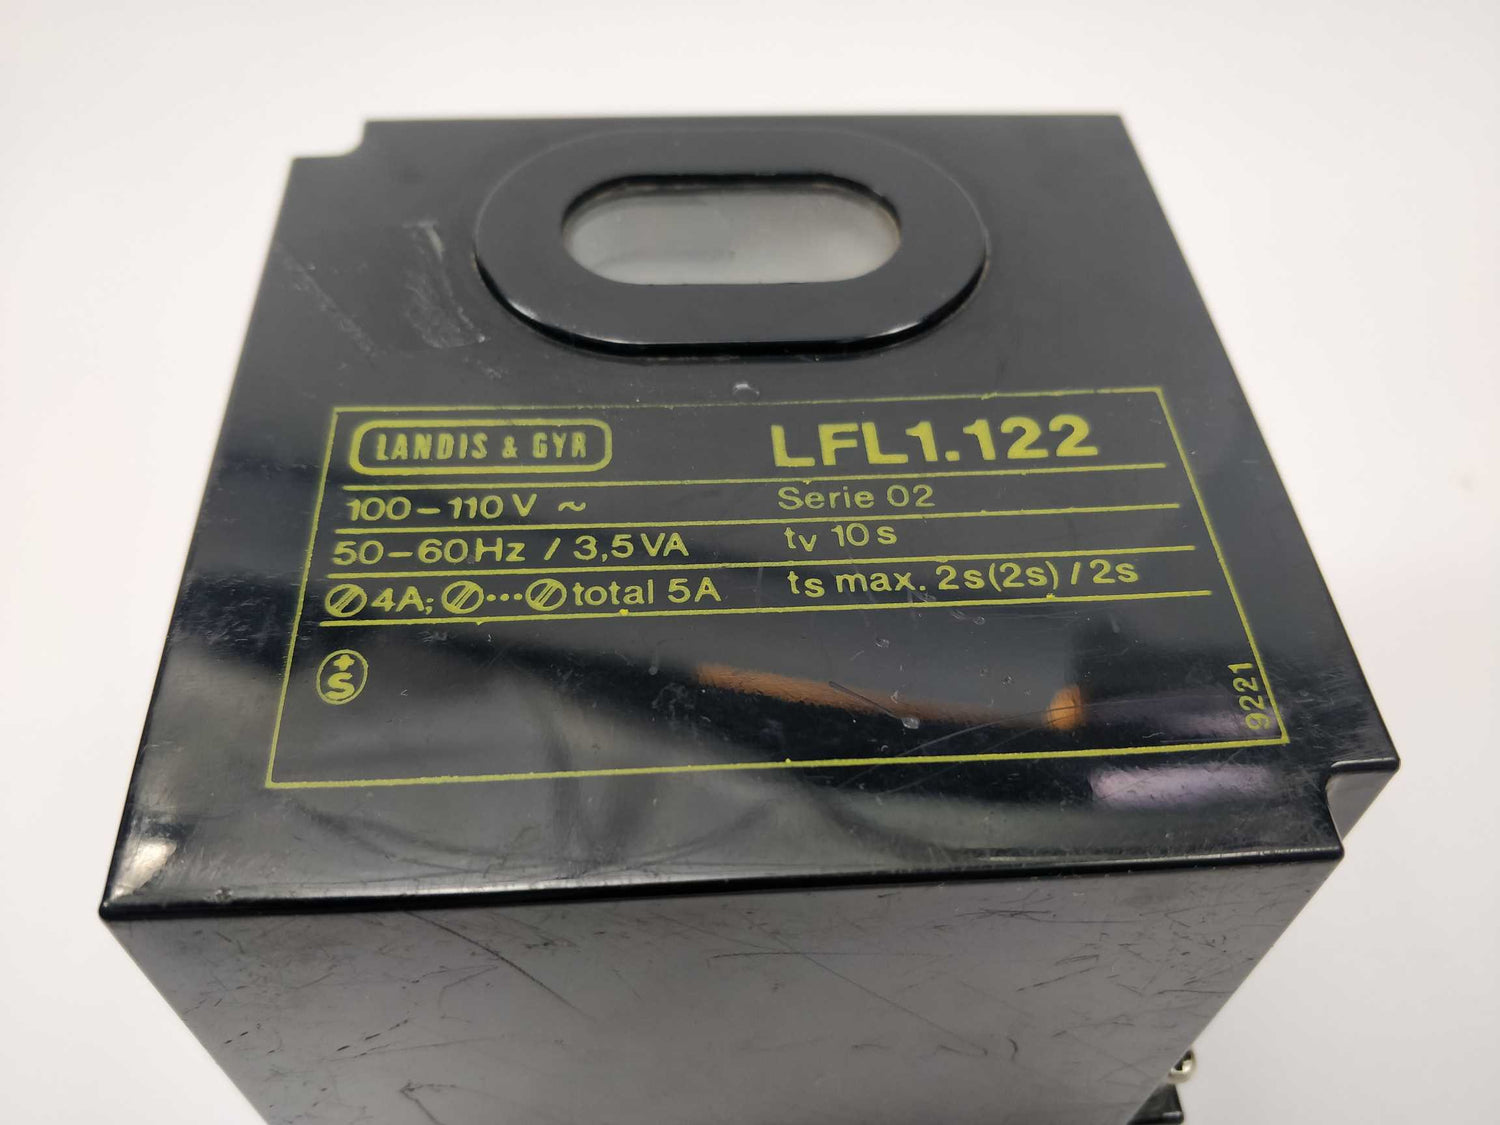 LANDIS & GYR
LFL1.122
100-110V ~
Serie 02
50-60Hz / 3,5 VA
tv 10 s
4A; ... total 5A
ts max. 2s(2s) / 2s
+S
9221